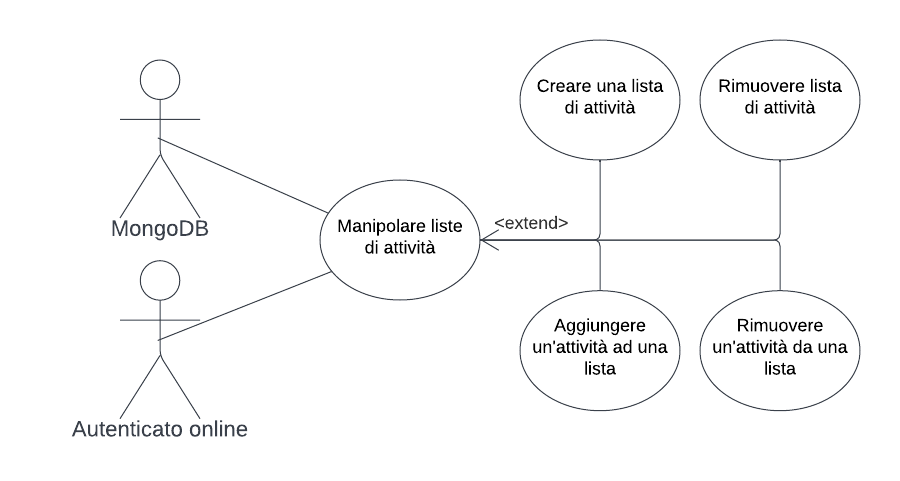 Creare una lista
di attività
Rimuovere lista
di attività
MongoDB
Manipolare liste
di attività
<extend>
Aggiungere
un'attività ad una
lista
Rimuovere
un'attività da una
lista
Autenticato online